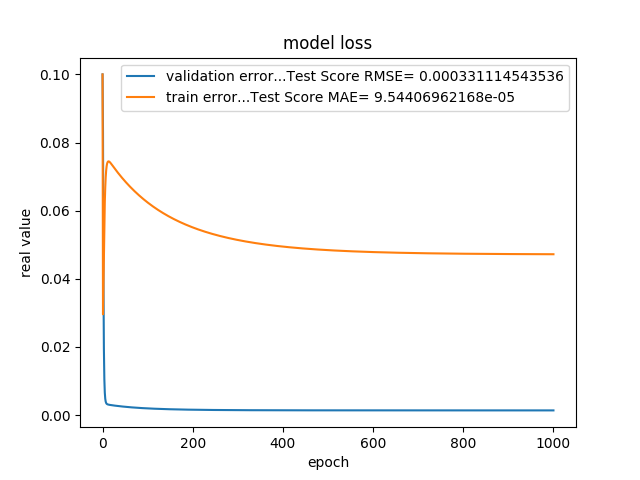 model loss
validation error...Test Score RMSE= 0.000331114543536
train error...Test Score MAE= 9.54406962168e-05
real value
0.10
0.08
0.06
0.04
0.02
0.00
0
200
400
600
800
1000
epoch